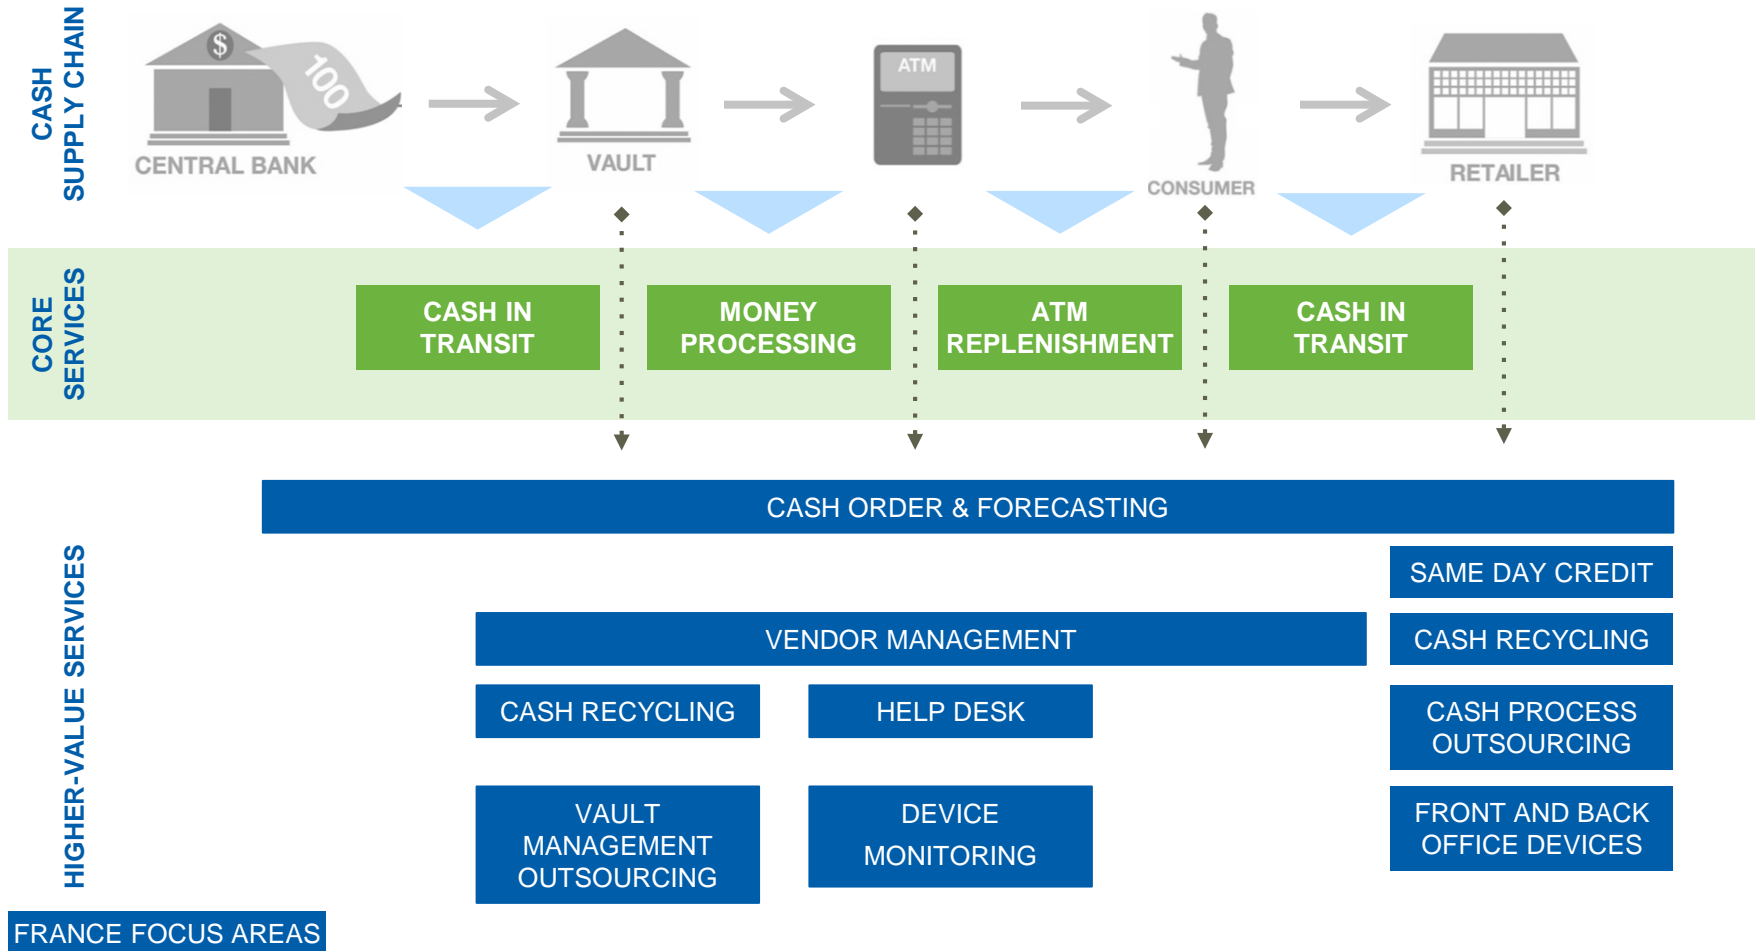 CASH
SUPPLY CHAIN
$
100
CENTRAL BANK
VAULT
ATM
CONSUMER
RETAILER
CORE
SERVICES
CASH IN
TRANSIT
MONEY
PROCESSING
ATM
REPLENISHMENT
CASH IN
TRANSIT
HIGHER-VALUE SERVICES
CASH ORDER & FORECASTING
SAME DAY CREDIT
VENDOR MANAGEMENT
CASH RECYCLING
CASH RECYCLING
HELP DESK
CASH PROCESS
OUTSOURCING
VAULT
MANAGEMENT
OUTSOURCING
DEVICE
MONITORING
FRONT AND BACK
OFFICE DEVICES
FRANCE FOCUS AREAS